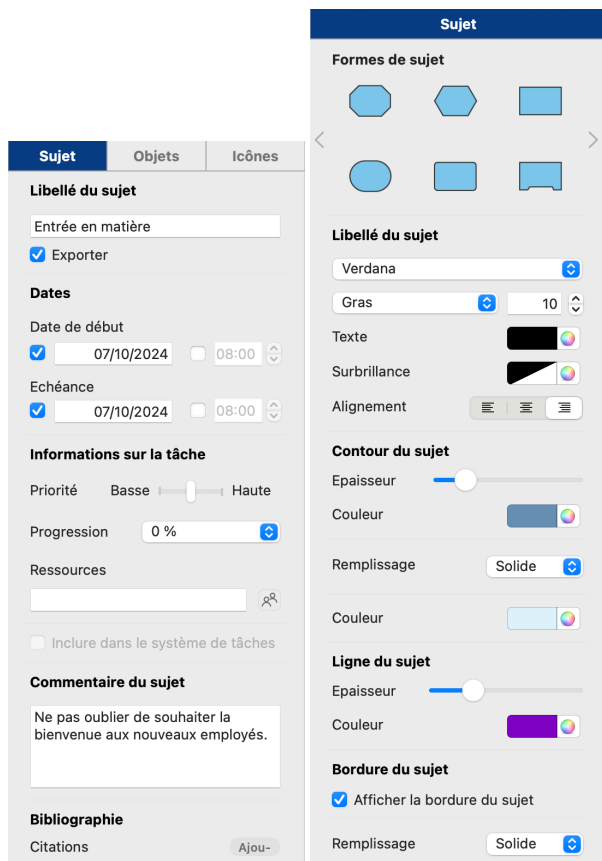 Sujet
Objets
Icônes
Libellé du sujet
Entrée en matière
Exporter
Dates
Date de début
07/10/2024
08:00
Echéance
07/10/2024
08:00
Informations sur la tâche
Priorité
Basse
Haute
Progression
0 %
Ressources
Inclure dans le système de tâches
Commentaire du sujet
Ne pas oublier de souhaiter la
bienvenue aux nouveaux employés.
Bibliographie
Citations
Ajou-
Sujet
Formes de sujet
Libellé du sujet
Verdana
Gras
10
Texte
Surbrillance
Alignement
Contour du sujet
Epaisseur
Couleur
Remplissage
Solide
Couleur
Ligne du sujet
Epaisseur
Couleur
Bordure du sujet
Afficher la bordure du sujet
Remplissage
Solide